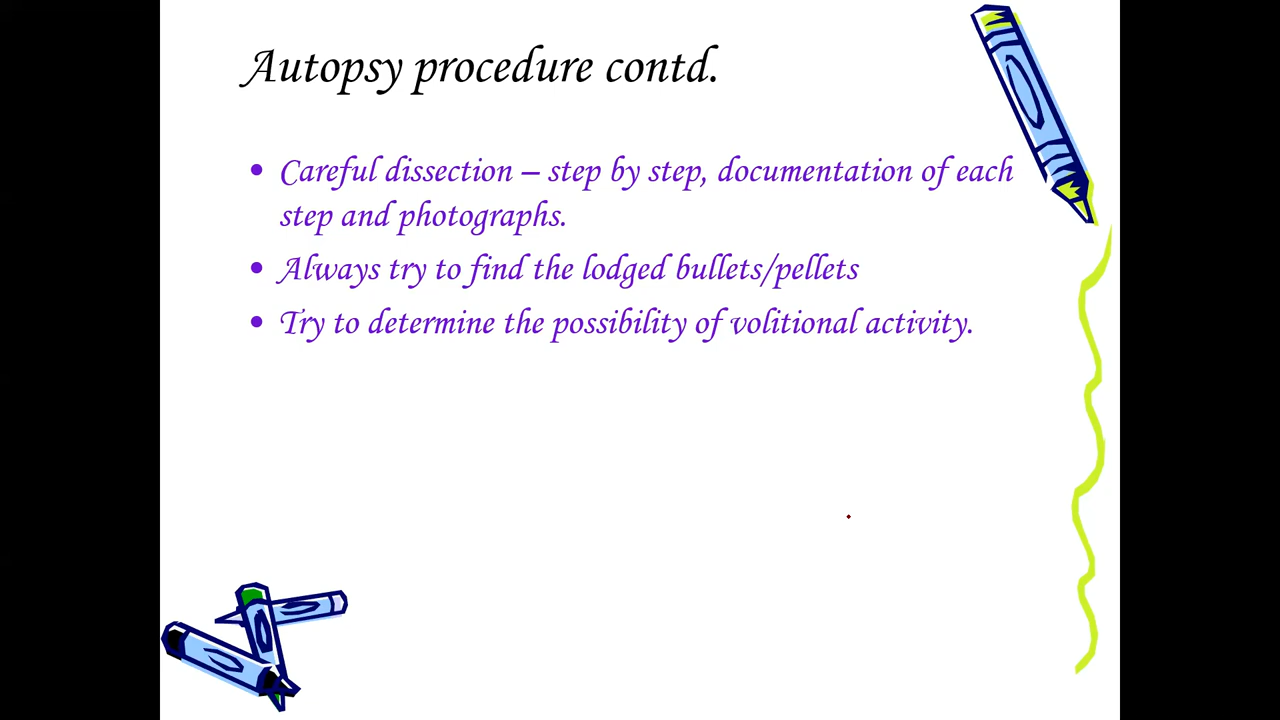 Autopsy procedure contd.
• Careful dissection – step by step, documentation of each
step and photographs.
• Always try to find the lodged bullets/pellets
• Try to determine the possibility of volitional activity.